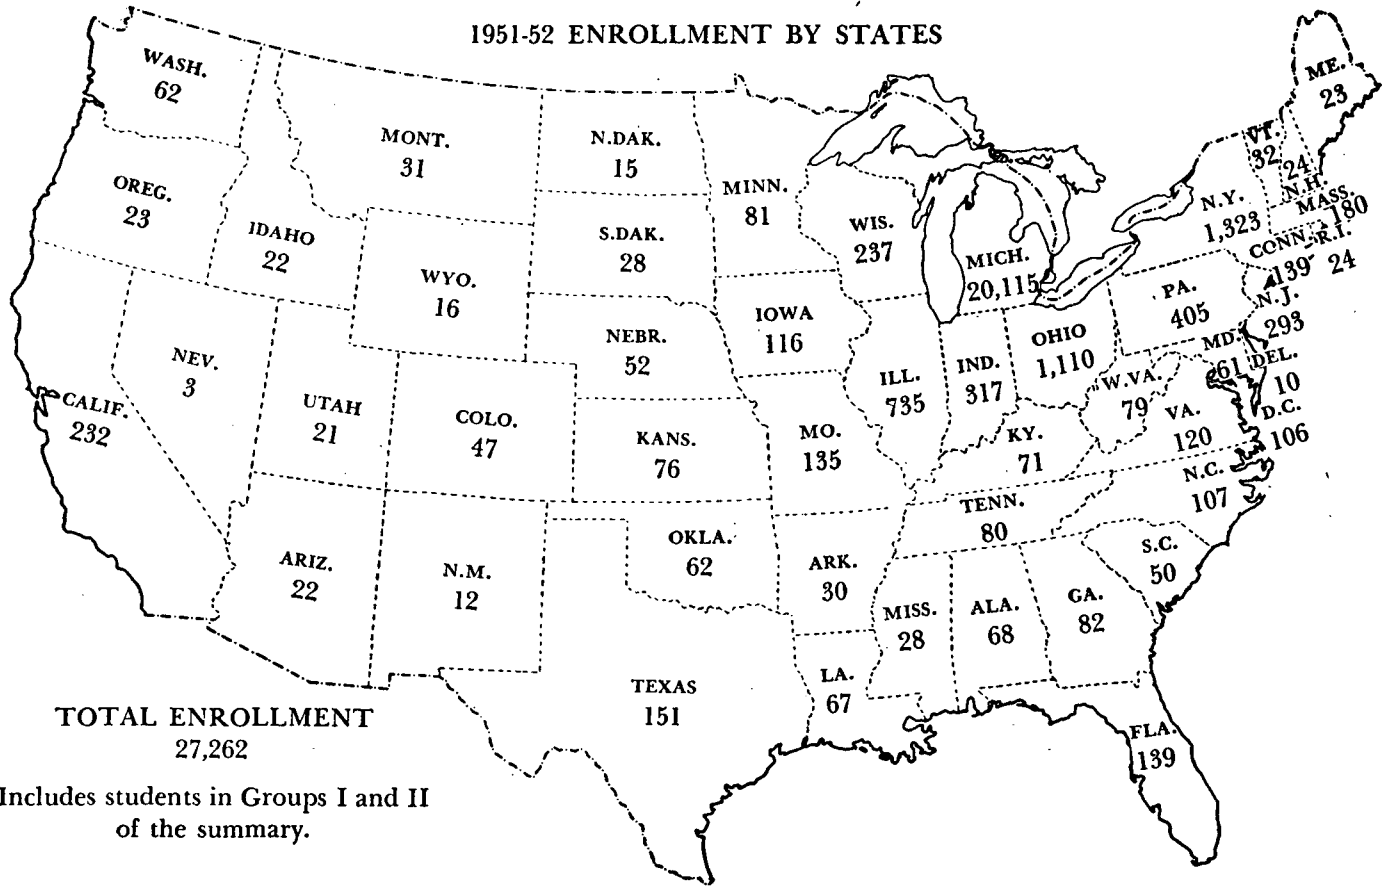 1951-52 ENROLLMENT BY STATES
WASH.
62
OREG.
23
CALIF.
232
IDAHO
22
NEV.
3
MONT.
31
WYO.
16
UTAH
21
COLO.
47
ARIZ.
22
N.M.
12
N.DAK.
15
S.DAK.
28
NEBR.
52
KANS.
76
OKLA.
62
TEXAS
151
MINN.
81
IOWA
116
MO.
135
ARK.
30
LA.
67
WIS.
237
ILL.
735
MICH.
20,115
IND.
317
OHIO
1,110
KY.
71
TENN.
80
MISS.
28
ALA.
68
GA.
82
FLA.
139
S.C.
50
N.C.
107
VA.
120
W.VA.
79
PA.
405
N.Y.
1,323
VT.
32
24
N.H.
ME.
23
MASS.
180
CONN.
139
R.I.
24
N.J.
293
MD.
61
DEL.
10
D.C.
106
TOTAL ENROLLMENT
27,262
Includes students in Groups I and II
of the summary.